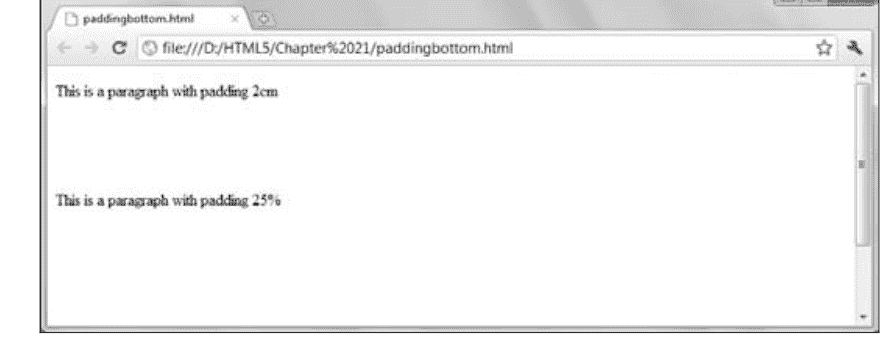 paddingbottom.html
file:///D:/HTML5/Chapter%2021/paddingbottom.html
This is a paragraph with padding 2cm
This is a paragraph with padding 25%